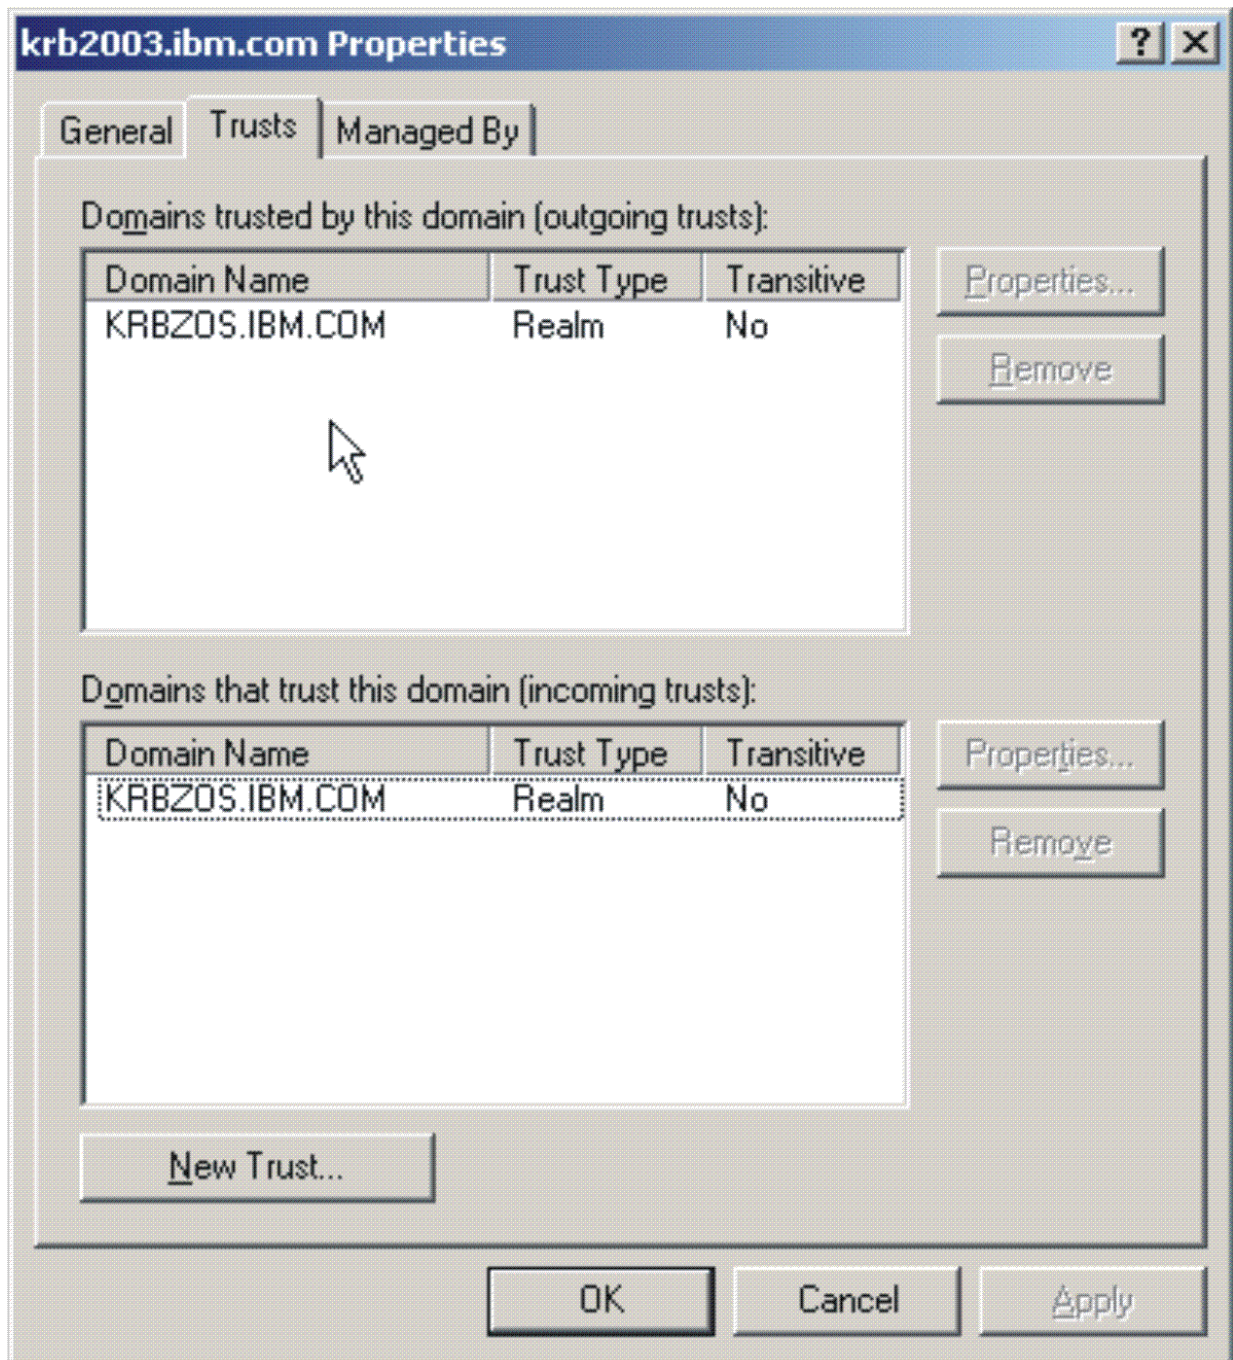 krb2003.ibm.com Properties ? X
General Trusts Managed By
Domains trusted by this domain (outgoing trusts):
Domain Name Trust Type Transitive Properties...
KRBZOS.IBM.COM Realm No
Remove
Domains that trust this domain (incoming trusts):
Domain Name Trust Type Transitive Properties...
KRBZOS.IBM.COM Realm No
Remove
New Trust...
OK Cancel Apply